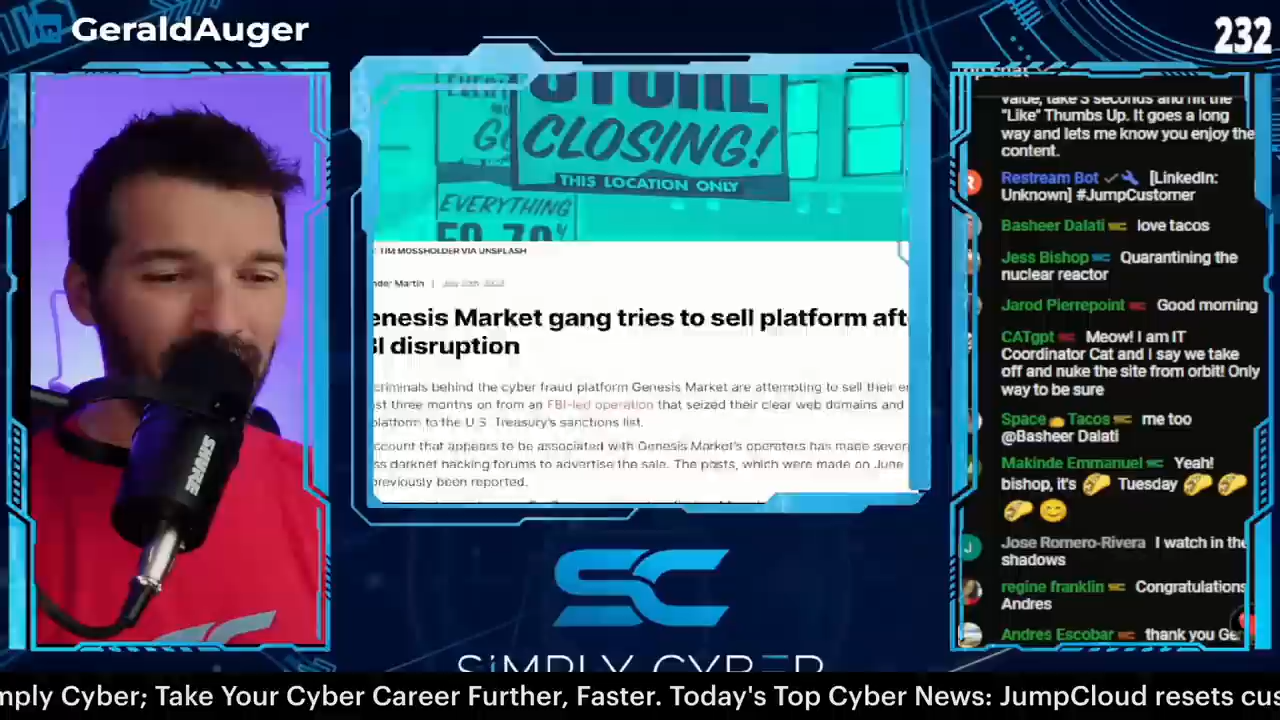 GeraldAuger
232
STORE
CLOSING!
THIS LOCATION ONLY
EVERYTHING
TIM MOSSHOLDER VIA UNSPLASH
nder Martin |
enesis Market gang tries to sell platform aft
BI disruption
criminals behind the cyber fraud platform Genesis Market are attempting to sell their e
st three months on from an FBI-led operation that seized their clear web domains and
platform to the U.S. Treasury's sanctions list.
ccount that appears to be associated with Genesis Market's operators has made sever
ss darknet hacking forums to advertise the sale. The posts, which were made on June
previously been reported.
SC
SIMPLY CYBER
value, take 3 seconds and hit the
"Like" Thumbs Up. It goes a long
way and lets me know you enjoy the
content.
Restream Bot [LinkedIn:
Unknown] #JumpCustomer
Basheer Dalati love tacos
Jess Bishop Quarantining the
nuclear reactor
Jarod Pierrepoint Good morning
CATgpt Meow! I am IT
Coordinator Cat and I say we take
off and nuke the site from orbit! Only
way to be sure
Space 🌮 Tacos me too
@Basheer Dalati
Makinde Emmanuel Yeah!
bishop, it's 🌮 Tuesday 🌮 🌮
🌮 😊
Jose Romero-Rivera I watch in the
shadows
regine franklin Congratulations
Andres
Andres Escobar thank you Ge
SHURE
mply Cyber; Take Your Cyber Career Further, Faster. Today's Top Cyber News: JumpCloud resets cus